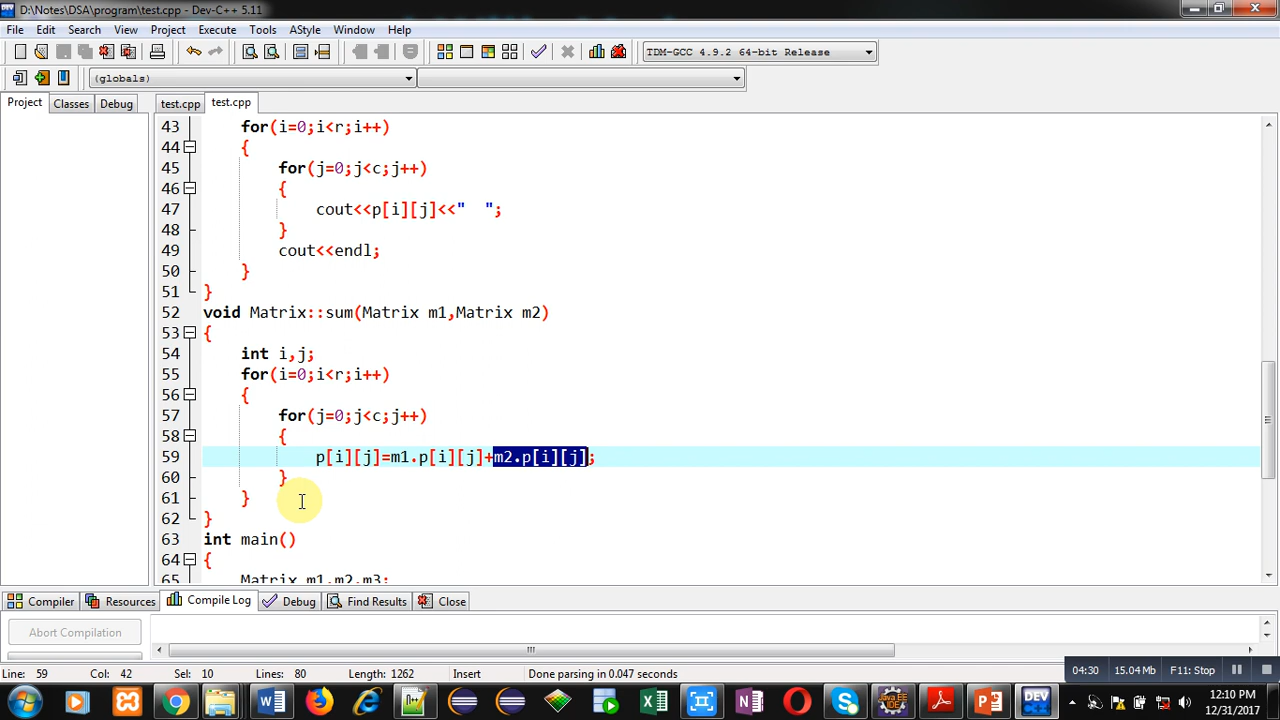 D:\Notes\DSA\program\test.cpp - Dev-C++ 5.11
File Edit Search View Project Execute Tools AStyle Window Help
TDM-GCC 4.9.2 64-bit Release
(globals)
Project Classes Debug test.cpp test.cpp
43 for(i=0;i<r;i++)
44 {
45 for(j=0;j<c;j++)
46 {
47 cout<<p[i][j]<<"  ";
48 }
49 cout<<endl;
50 }
51 }
52 void Matrix::sum(Matrix m1,Matrix m2)
53 {
54 int i,j;
55 for(i=0;i<r;i++)
56 {
57 for(j=0;j<c;j++)
58 {
59 p[i][j]=m1.p[i][j]+m2.p[i][j];
60 }
61 }
62 }
63 int main()
64 {
65 Matrix m1,m2,m3;
Compiler Resources Compile Log Debug Find Results Close
Abort Compilation
Line: 59 Col: 42 Sel: 10 Lines: 80 Length: 1262 Insert Done parsing in 0.047 seconds
04:30 15.04 Mb F11: Stop
12:10 PM
12/31/2017